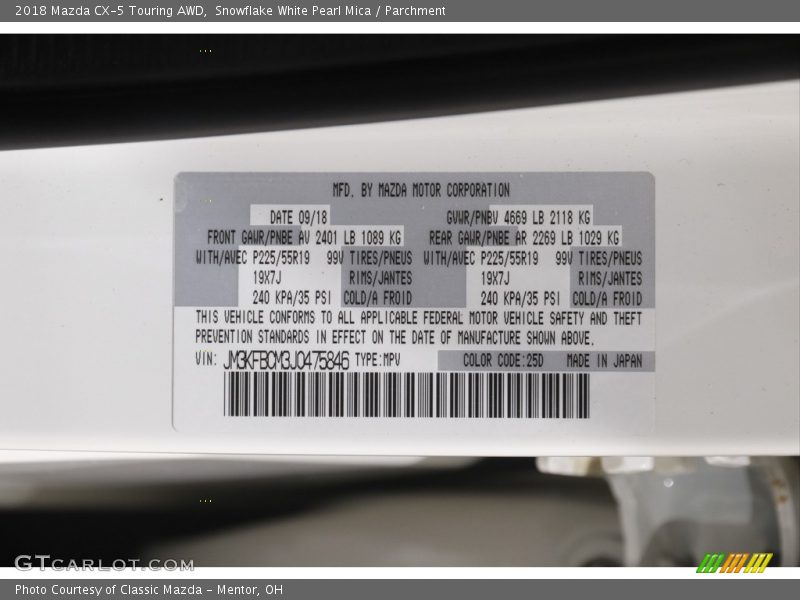 2018 Mazda CX-5 Touring AWD, Snowflake White Pearl Mica / Parchment
MFD. BY MAZDA MOTOR CORPORATION
DATE 09/18 GVWR/PNBV 4669 LB 2118 KG
FRONT GAWR/PNBE AV 2401 LB 1089 KG REAR GAWR/PNBE AR 2269 LB 1029 KG
WITH/AVEC P225/55R19 99V TIRES/PNEUS WITH/AVEC P225/55R19 99V TIRES/PNEUS
19X7J RIMS/JANTES 19X7J RIMS/JANTES
240 KPA/35 PSI COLD/A FROID 240 KPA/35 PSI COLD/A FROID
THIS VEHICLE CONFORMS TO ALL APPLICABLE FEDERAL MOTOR VEHICLE SAFETY AND THEFT
PREVENTION STANDARDS IN EFFECT ON THE DATE OF MANUFACTURE SHOWN ABOVE.
VIN: JM3KFBCM3J0475846 TYPE:MPV COLOR CODE:25D MADE IN JAPAN
GTCARLOT.COM
Photo Courtesy of Classic Mazda - Mentor, OH